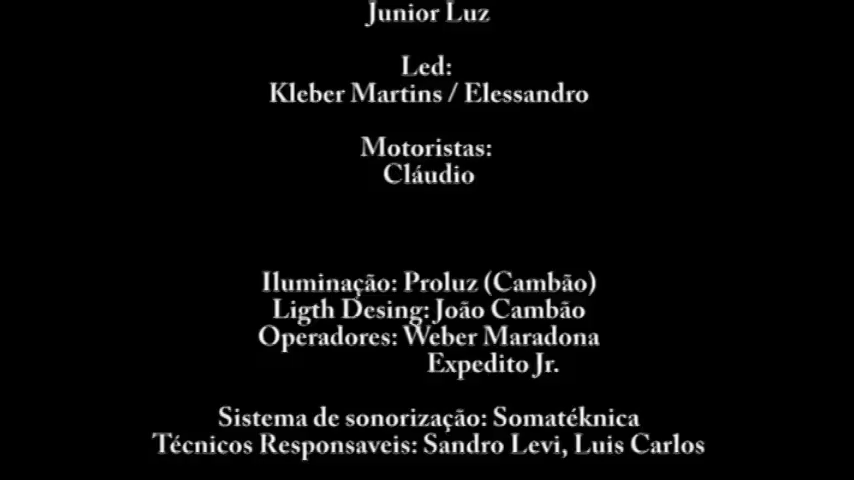 Junior Luz
Led:
Kleber Martins / Elessandro
Motoristas:
Cláudio
Iluminação: Proluz (Cambão)
Ligth Desing: João Cambão
Operadores: Weber Maradona
Expedito Jr.
Sistema de sonorização: Somatéknica
Técnicos Responsaveis: Sandro Levi, Luis Carlos